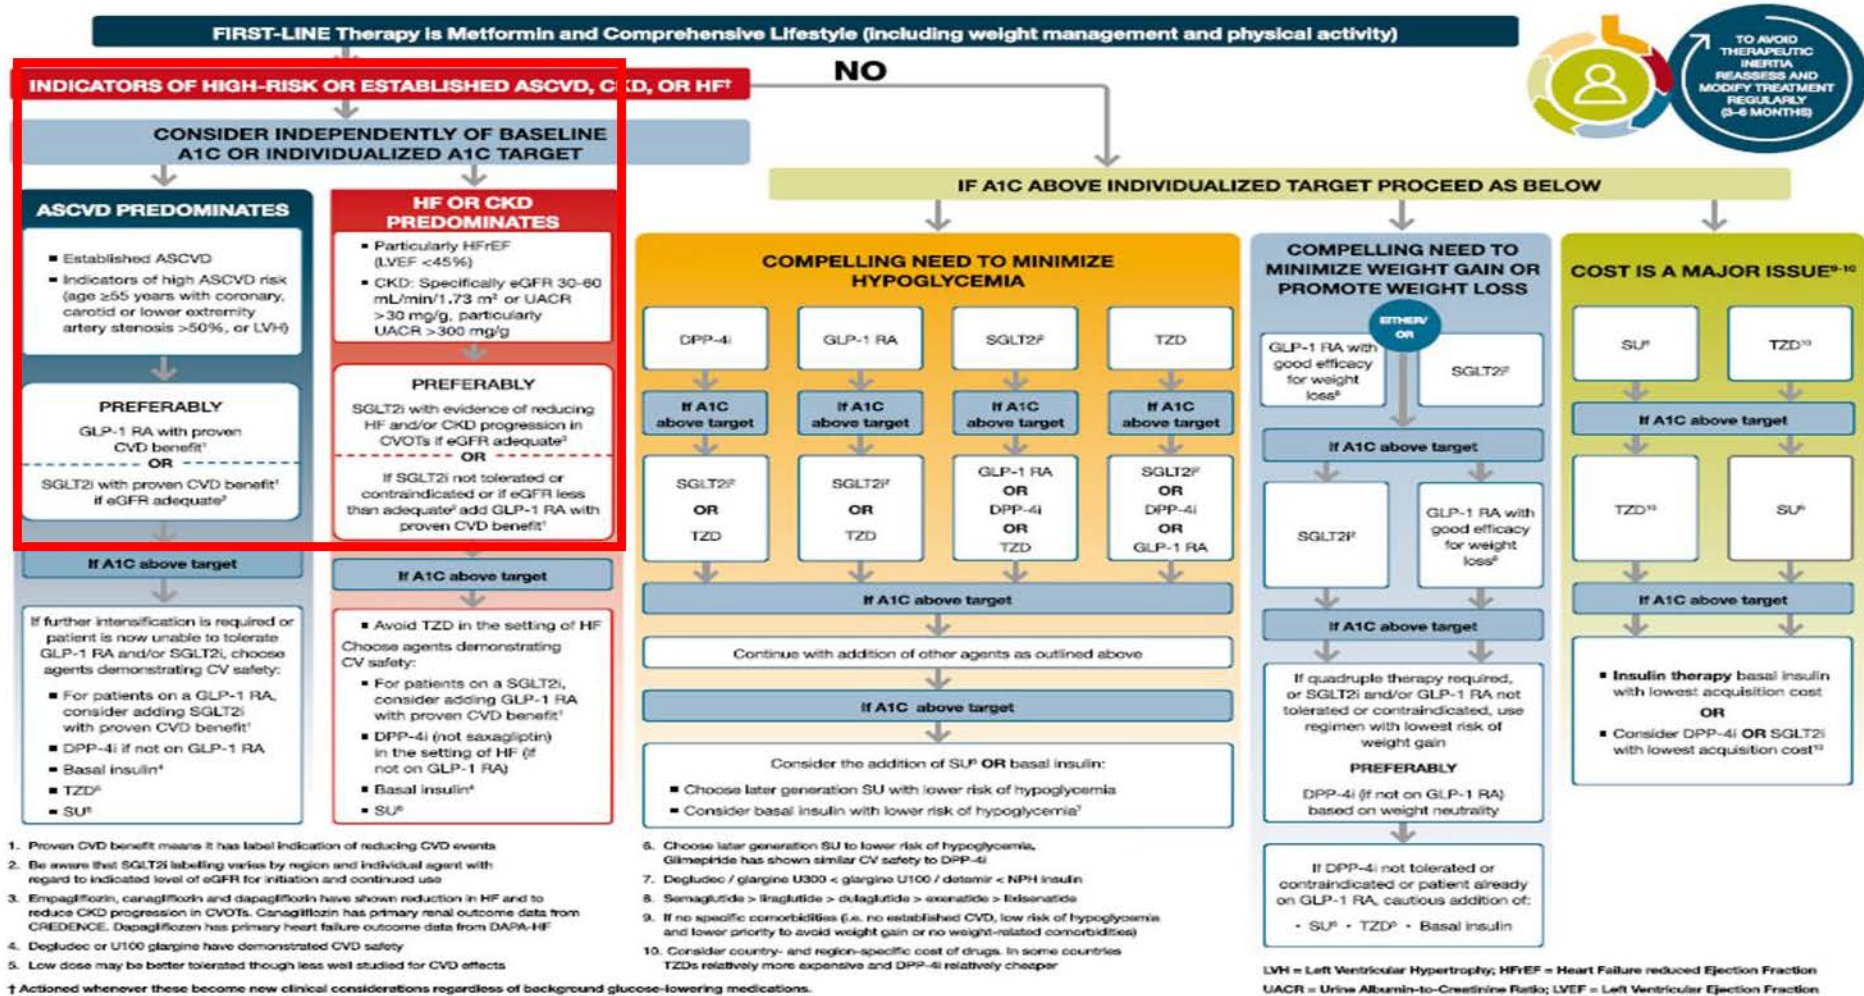 FIRST-LINE Therapy is Metformin and Comprehensive Lifestyle (including weight management and physical activity)
TO AVOID
THERAPEUTIC
INERTIA
REASSESS AND
MODIFY TREATMENT
REGULARLY
(3-6 MONTHS)
INDICATORS OF HIGH-RISK OR ESTABLISHED ASCVD, CKD, OR HF†
NO
CONSIDER INDEPENDENTLY OF BASELINE
A1C OR INDIVIDUALIZED A1C TARGET
IF A1C ABOVE INDIVIDUALIZED TARGET PROCEED AS BELOW
ASCVD PREDOMINATES
▪ Established ASCVD
▪ Indicators of high ASCVD risk
(age ≥55 years with coronary,
carotid or lower extremity
artery stenosis >50%, or LVH)
PREFERABLY
GLP-1 RA with proven
CVD benefit¹
OR
SGLT2i with proven CVD benefit¹
if eGFR adequate²
If A1C above target
If further intensification is required or
patient is now unable to tolerate
GLP-1 RA and/or SGLT2i, choose
agents demonstrating CV safety:
▪ For patients on a GLP-1 RA,
consider adding SGLT2i
with proven CVD benefit¹
▪ DPP-4i if not on GLP-1 RA
▪ Basal insulin⁴
▪ TZD⁵
▪ SU⁶
HF OR CKD
PREDOMINATES
▪ Particularly HFrEF
(LVEF <45%)
▪ CKD: Specifically eGFR 30-60
mL/min/1.73 m² or UACR
>30 mg/g, particularly
UACR >300 mg/g
PREFERABLY
SGLT2i with evidence of reducing
HF and/or CKD progression in
CVOTs if eGFR adequate³
OR
If SGLT2i not tolerated or
contraindicated or if eGFR less
than adequate² add GLP-1 RA with
proven CVD benefit¹
If A1C above target
▪ Avoid TZD in the setting of HF
Choose agents demonstrating
CV safety:
▪ For patients on a SGLT2i,
consider adding GLP-1 RA
with proven CVD benefit¹
▪ DPP-4i (not saxagliptin)
in the setting of HF (if
not on GLP-1 RA)
▪ Basal insulin⁴
▪ SU⁶
COMPELLING NEED TO MINIMIZE
HYPOGLYCEMIA
DPP-4i
GLP-1 RA
SGLT2i²
TZD
If A1C
above target
If A1C
above target
If A1C
above target
If A1C
above target
SGLT2i²
OR
TZD
SGLT2i²
OR
TZD
GLP-1 RA
OR
DPP-4i
OR
TZD
SGLT2i²
OR
DPP-4i
OR
GLP-1 RA
If A1C above target
Continue with addition of other agents as outlined above
If A1C above target
Consider the addition of SU⁶ OR basal insulin:
▪ Choose later generation SU with lower risk of hypoglycemia
▪ Consider basal insulin with lower risk of hypoglycemia⁷
COMPELLING NEED TO
MINIMIZE WEIGHT GAIN OR
PROMOTE WEIGHT LOSS
EITHER/
OR
GLP-1 RA with
good efficacy
for weight
loss⁸
SGLT2i²
If A1C above target
SGLT2i²
GLP-1 RA with
good efficacy
for weight
loss⁸
If A1C above target
If quadruple therapy required,
or SGLT2i and/or GLP-1 RA not
tolerated or contraindicated, use
regimen with lowest risk of
weight gain
PREFERABLY
DPP-4i (if not on GLP-1 RA)
based on weight neutrality
If DPP-4i not tolerated or
contraindicated or patient already
on GLP-1 RA, cautious addition of:
• SU⁶ • TZD⁵ • Basal insulin
COST IS A MAJOR ISSUE⁹⁻¹⁰
SU⁶
TZD¹⁰
If A1C above target
TZD¹⁰
SU⁶
If A1C above target
▪ Insulin therapy basal insulin
with lowest acquisition cost
OR
▪ Consider DPP-4i OR SGLT2i
with lowest acquisition cost¹⁰
1. Proven CVD benefit means it has label indication of reducing CVD events
2. Be aware that SGLT2i labelling varies by region and individual agent with
regard to indicated level of eGFR for initiation and continued use
3. Empagliflozin, canagliflozin and dapagliflozin have shown reduction in HF and to
reduce CKD progression in CVOTs. Canagliflozin has primary renal outcome data from
CREDENCE. Dapagliflozen has primary heart failure outcome data from DAPA-HF
4. Degludec or U100 glargine have demonstrated CVD safety
5. Low dose may be better tolerated though less well studied for CVD effects
† Actioned whenever these become new clinical considerations regardless of background glucose-lowering medications.
6. Choose later generation SU to lower risk of hypoglycemia,
Glimepiride has shown similar CV safety to DPP-4i
7. Degludec / glargine U300 < glargine U100 / detemir < NPH insulin
8. Semaglutide > liraglutide > dulaglutide > exenatide > lixisenatide
9. If no specific comorbidities (i.e. no established CVD, low risk of hypoglycemia
and lower priority to avoid weight gain or no weight-related comorbidities)
10. Consider country- and region-specific cost of drugs. In some countries
TZDs relatively more expensive and DPP-4i relatively cheaper
LVH = Left Ventricular Hypertrophy; HFrEF = Heart Failure reduced Ejection Fraction
UACR = Urine Albumin-to-Creatinine Ratio; LVEF = Left Ventricular Ejection Fraction